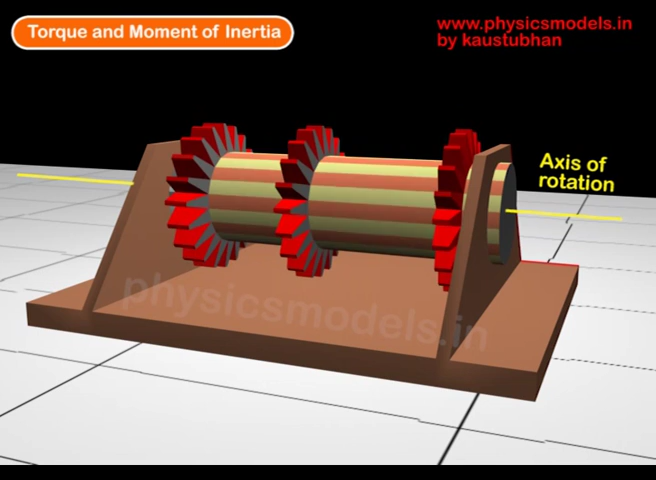 Torque and Moment of Inertia
www.physicsmodels.in
by kaustubhan
Axis of
rotation
physicsmodels.in